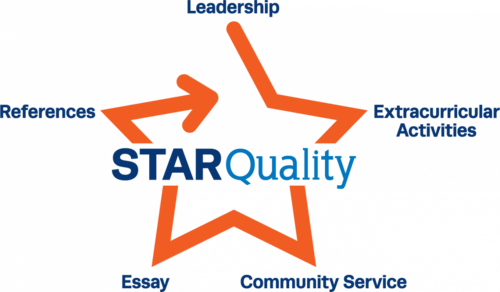 Leadership
References
Extracurricular
Activities
STARQuality
Essay
Community Service